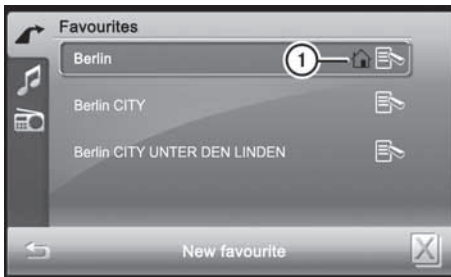 Favourites
Berlin
1
Berlin CITY
Berlin CITY UNTER DEN LINDEN
New favourite